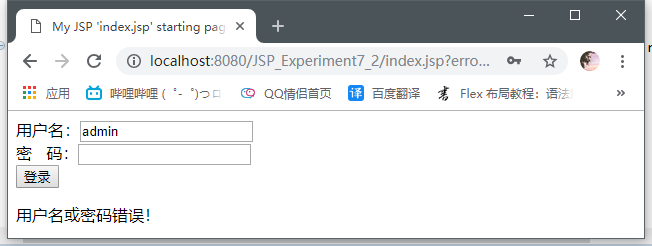 My JSP 'index.jsp' starting pag
localhost:8080/JSP_Experiment7_2/index.jsp?erro...
应用 哔哩哔哩 ( ゜- ゜)つロ QQ情侣首页 译 百度翻译 Flex 布局教程：语法
用户名： admin
密 码：
登录
用户名或密码错误！